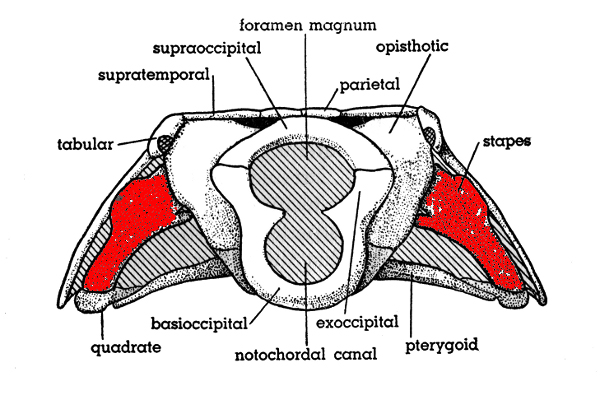 foramen magnum
supraoccipital
opisthotic
supratemporal
parietal
tabular
stapes
basioccipital
exoccipital
quadrate
notochordal canal
pterygoid